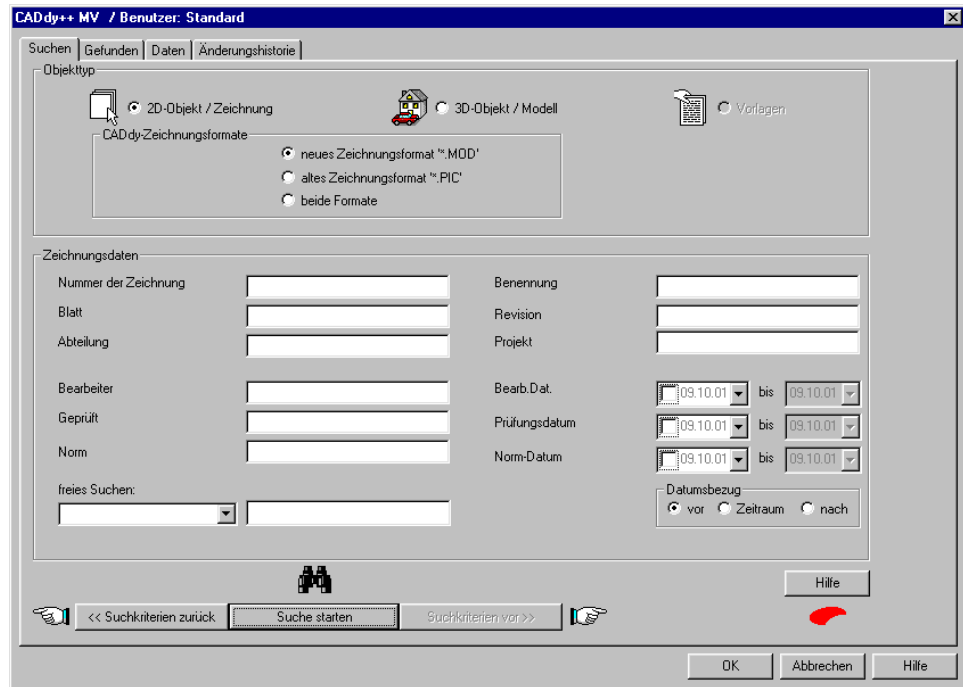 CADdy++ MV / Benutzer: Standard
Suchen Gefunden Daten Änderungshistorie
Objekttyp
2D-Objekt / Zeichnung 3D-Objekt / Modell Vorlagen
CADdy-Zeichnungsformate
neues Zeichnungsformat '*.MOD'
altes Zeichnungsformat '*.PIC'
beide Formate
Zeichnungsdaten
Nummer der Zeichnung Benennung
Blatt Revision
Abteilung Projekt
Bearbeiter Bearb.Dat. 09.10.01 bis 09.10.01
Geprüft Prüfungsdatum 09.10.01 bis 09.10.01
Norm Norm-Datum 09.10.01 bis 09.10.01
freies Suchen: Datumsbezug
vor Zeitraum nach
Hilfe
<< Suchkriterien zurück Suche starten Suchkriterien vor >>
OK Abbrechen Hilfe